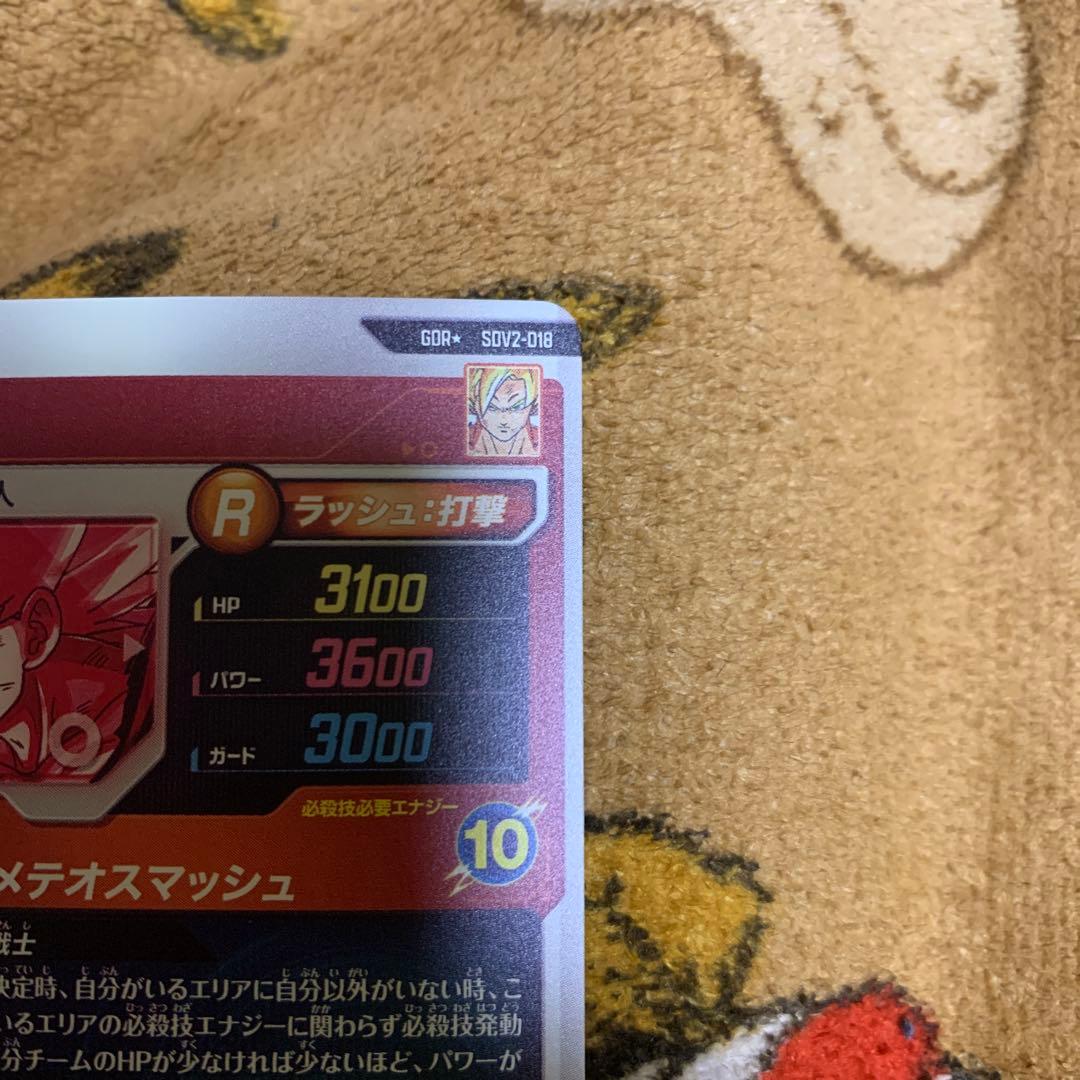 GDR★ SDV2-018
人
R ラッシュ:打撃
HP 3100
パワー 3600
ガード 3000
必殺技必要エナジー
10
メテオスマッシュ
戦士
決定時、自分がいるエリアに自分以外がいない時、こ
いるエリアの必殺技エナジーに関わらず必殺技発動
分チームのHPが少なければ少ないほど、パワーが